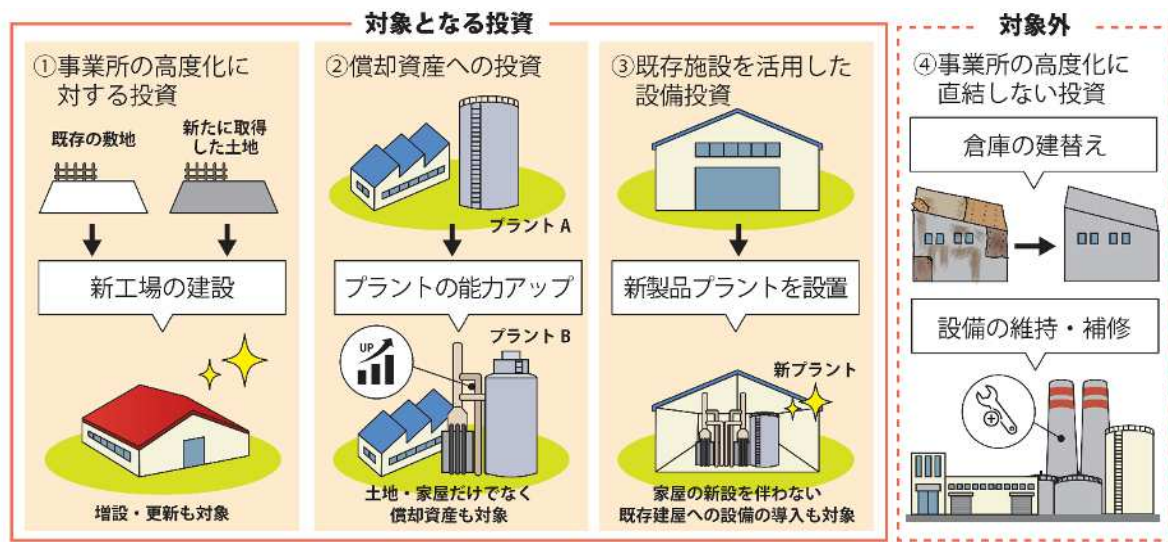 対象となる投資
①事業所の高度化に
対する投資
既存の敷地
新たに取得
した土地
新工場の建設
増設・更新も対象
②償却資産への投資
プラントA
プラントの能力アップ
プラントB
UP
土地・家屋だけでなく
償却資産も対象
③既存施設を活用した
設備投資
新製品プラントを設置
新プラント
家屋の新設を伴わない
既存建屋への設備の導入も対象
対象外
④事業所の高度化に
直結しない投資
倉庫の建替え
設備の維持・補修